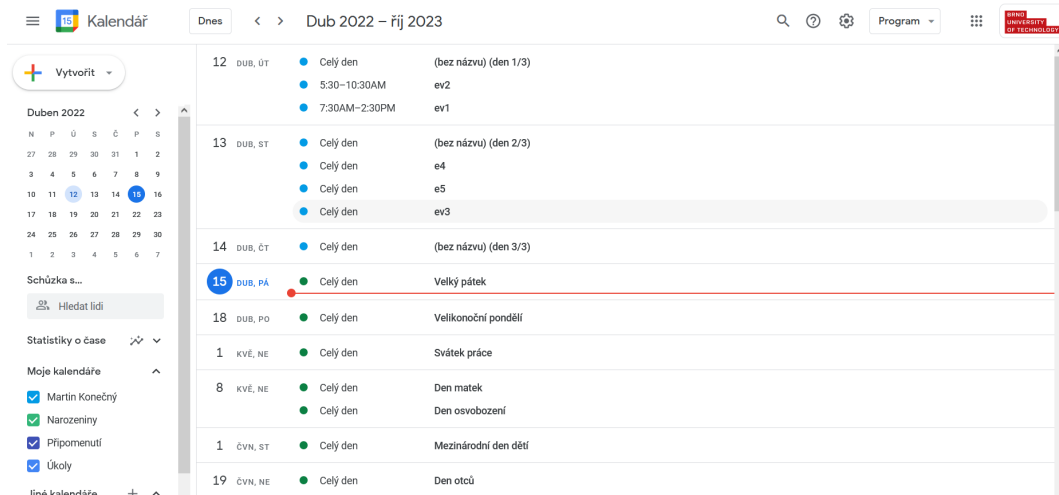 15 Kalendář Dnes < > Dub 2022 – říj 2023 Program BRNO
UNIVERSITY
OF TECHNOLOGY
Vytvořit
Duben 2022 < >
N P Ú S Č P S
27 28 29 30 31 1 2
3 4 5 6 7 8 9
10 11 12 13 14 15 16
17 18 19 20 21 22 23
24 25 26 27 28 29 30
1 2 3 4 5 6 7
Schůzka s...
Hledat lidi
Statistiky o čase
Moje kalendáře
Martin Konečný
Narozeniny
Připomenutí
Úkoly
Jiné kalendáře +
12 DUB, ÚT Celý den (bez názvu) (den 1/3)
5:30–10:30AM ev2
7:30AM–2:30PM ev1
13 DUB, ST Celý den (bez názvu) (den 2/3)
Celý den e4
Celý den e5
Celý den ev3
14 DUB, ČT Celý den (bez názvu) (den 3/3)
15 DUB, PÁ Celý den Velký pátek
18 DUB, PO Celý den Velikonoční pondělí
1 KVĚ, NE Celý den Svátek práce
8 KVĚ, NE Celý den Den matek
Celý den Den osvobození
1 ČVN, ST Celý den Mezinárodní den dětí
19 ČVN, NE Celý den Den otců